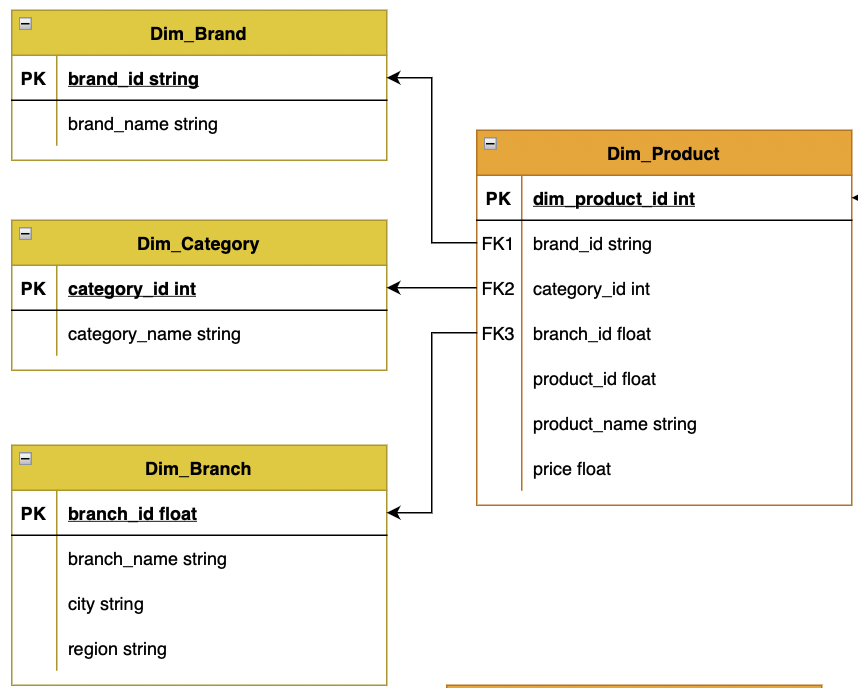 Dim_Brand
PK brand_id string
brand_name string
Dim_Category
PK category_id int
category_name string
Dim_Branch
PK branch_id float
branch_name string
city string
region string
Dim_Product
PK dim_product_id int
FK1 brand_id string
FK2 category_id int
FK3 branch_id float
product_id float
product_name string
price float